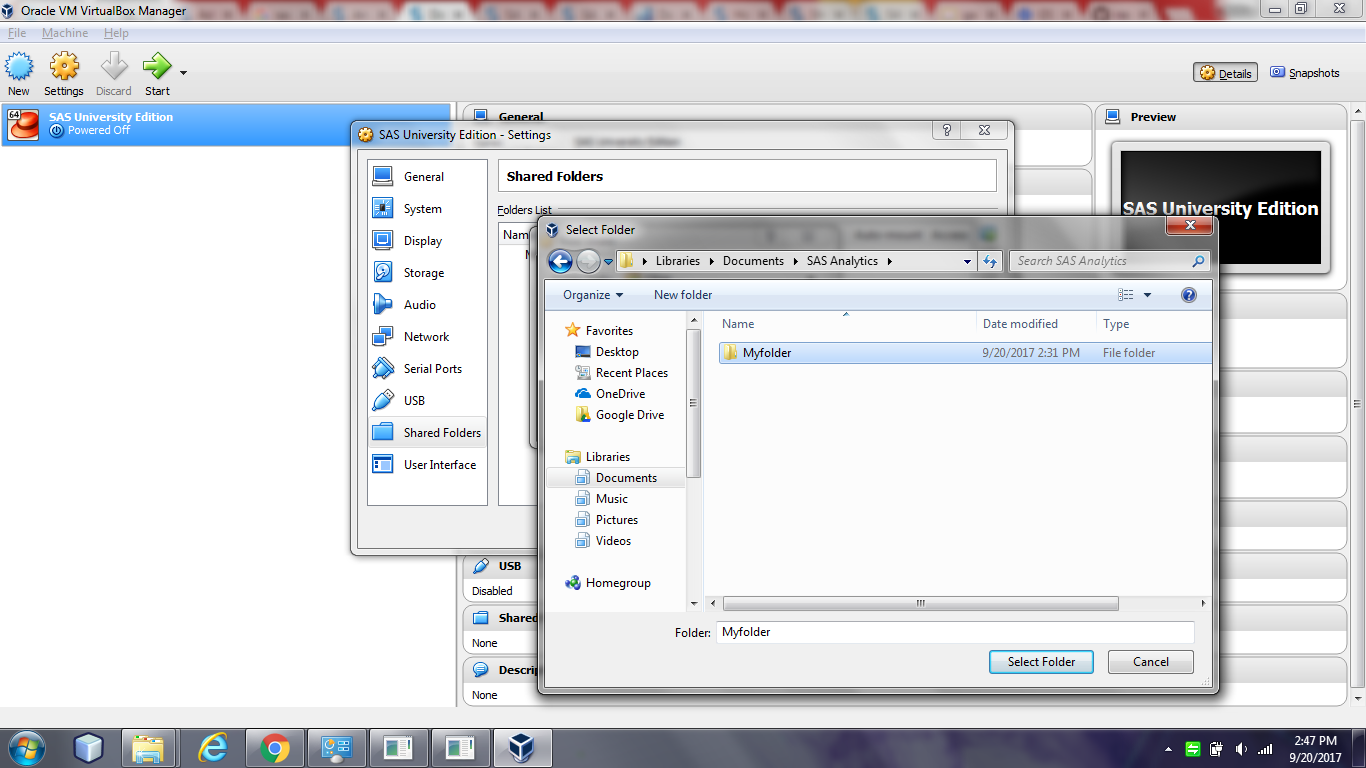 Oracle VM VirtualBox Manager
File Machine Help
New Settings Discard Start
Details Snapshots
64
SAS University Edition
Powered Off
General
Preview
SAS University Edition
SAS University Edition - Settings
General
System
Display
Storage
Audio
Network
Serial Ports
USB
Shared Folders
User Interface
Shared Folders
Folders List
Nam
Select Folder
Libraries Documents SAS Analytics
Search SAS Analytics
Organize New folder
Favorites
Desktop
Recent Places
OneDrive
Google Drive
Libraries
Documents
Music
Pictures
Videos
Homegroup
Name Date modified Type
Myfolder 9/20/2017 2:31 PM File folder
Folder: Myfolder
Select Folder Cancel
USB
Disabled
Shared
None
Descrip
None
2:47 PM
9/20/2017